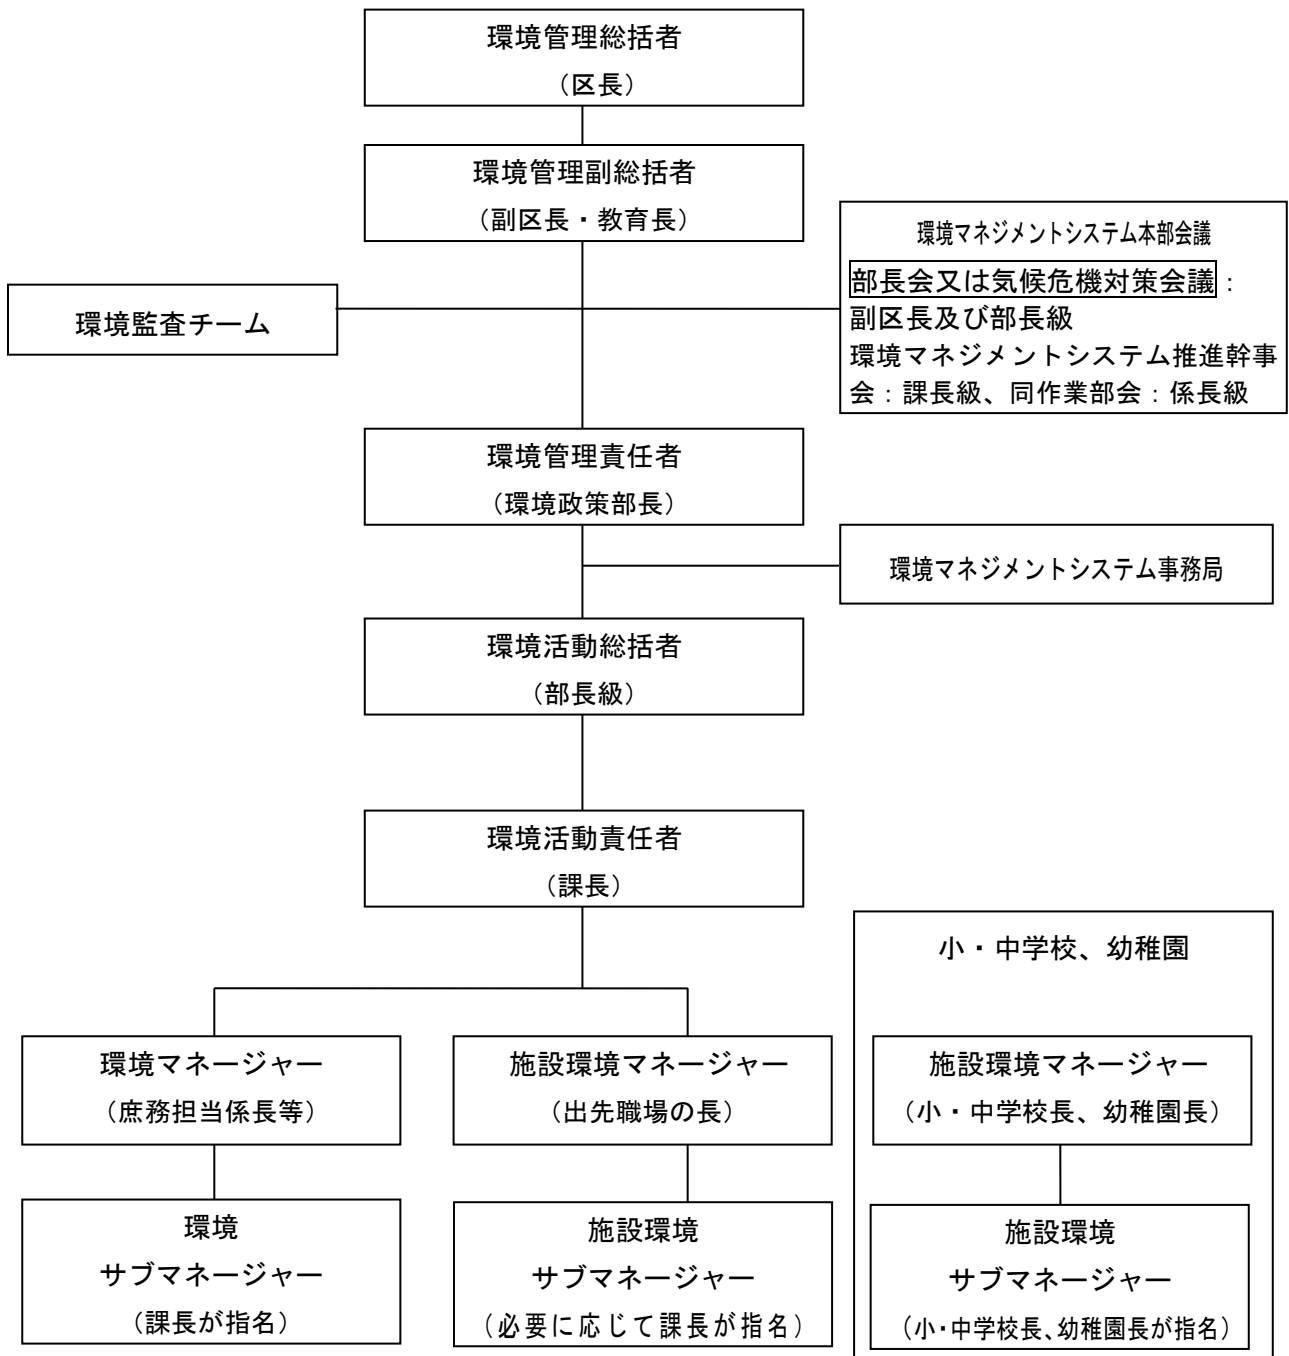 環境管理総括者
（区長）
環境管理副総括者
（副区長・教育長）
環境マネジメントシステム本部会議
部長会又は気候危機対策会議：
副区長及び部長級
環境マネジメントシステム推進幹事
会：課長級、同作業部会：係長級
環境監査チーム
環境管理責任者
（環境政策部長）
環境マネジメントシステム事務局
環境活動総括者
（部長級）
環境活動責任者
（課長）
小・中学校、幼稚園
環境マネージャー
（庶務担当係長等）
施設環境マネージャー
（出先職場の長）
施設環境マネージャー
（小・中学校長、幼稚園長）
環境
サブマネージャー
（課長が指名）
施設環境
サブマネージャー
（必要に応じて課長が指名）
施設環境
サブマネージャー
（小・中学校長、幼稚園長が指名）